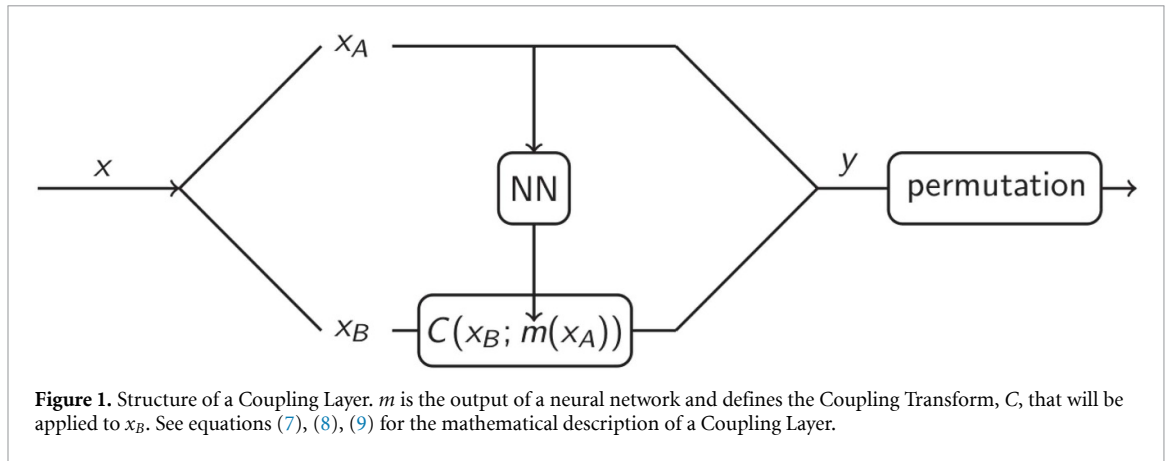 x_A
x
NN
y
permutation
x_B
C(x_B; m(x_A))
Figure 1. Structure of a Coupling Layer. m is the output of a neural network and defines the Coupling Transform, C, that will be
applied to x_B. See equations (7), (8), (9) for the mathematical description of a Coupling Layer.